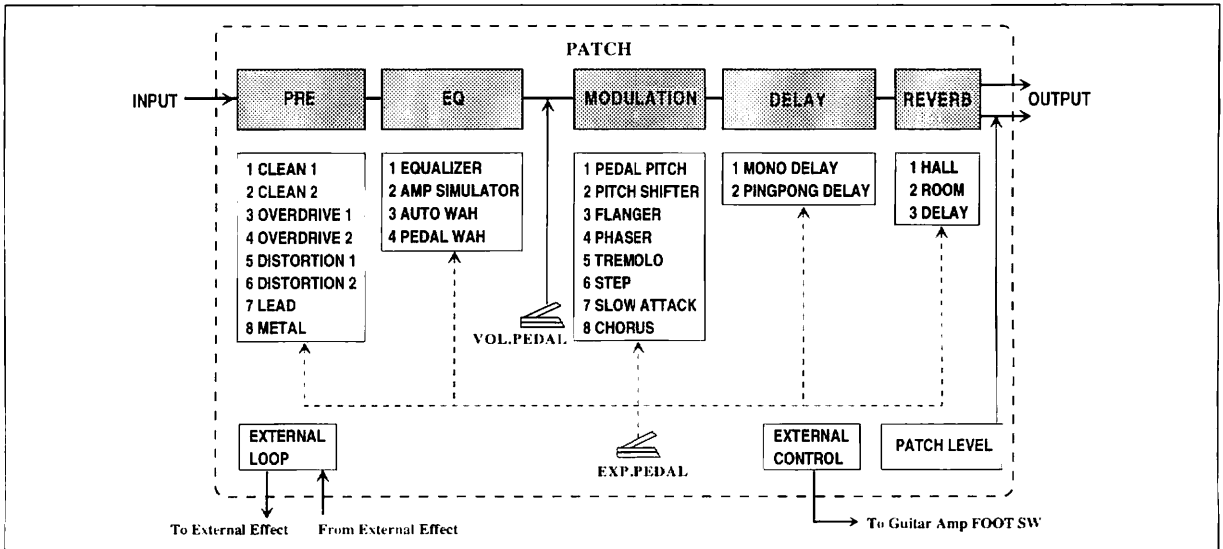 PATCH
INPUT
PRE
EQ
MODULATION
DELAY
REVERB
OUTPUT
1 CLEAN 1
2 CLEAN 2
3 OVERDRIVE 1
4 OVERDRIVE 2
5 DISTORTION 1
6 DISTORTION 2
7 LEAD
8 METAL
1 EQUALIZER
2 AMP SIMULATOR
3 AUTO WAH
4 PEDAL WAH
1 PEDAL PITCH
2 PITCH SHIFTER
3 FLANGER
4 PHASER
5 TREMOLO
6 STEP
7 SLOW ATTACK
8 CHORUS
1 MONO DELAY
2 PINGPONG DELAY
1 HALL
2 ROOM
3 DELAY
VOL.PEDAL
EXTERNAL
LOOP
EXP.PEDAL
EXTERNAL
CONTROL
PATCH LEVEL
To External Effect
From External Effect
To Guitar Amp FOOT SW